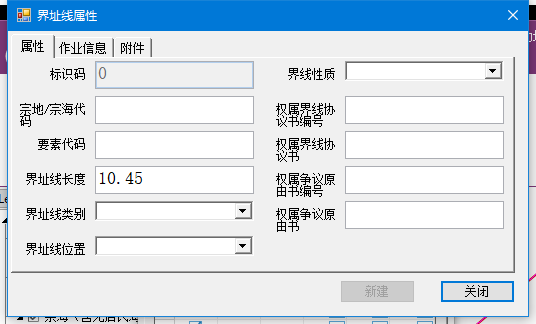 界址线属性
属性
作业信息
附件
标识码
0
宗地/宗海代
码
要素代码
界址线长度
10.45
界址线类别
界址线位置
界线性质
权属界线协
议书编号
权属界线协
议书
权属争议原
由书编号
权属争议原
由书
新建
关闭